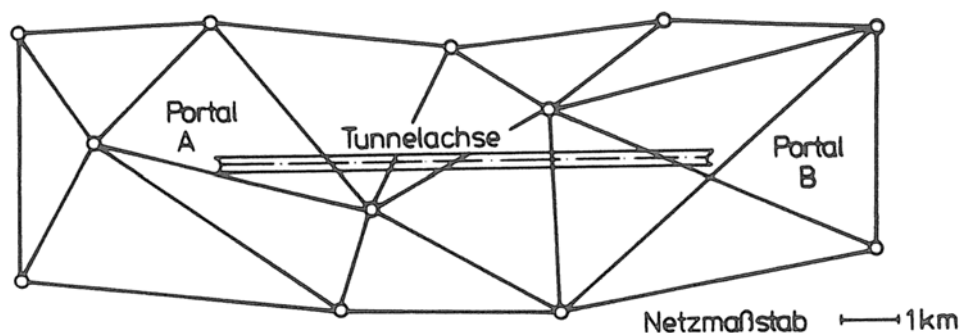 Portal
A
Tunnelachse
Portal
B
Netzmaßstab 1km